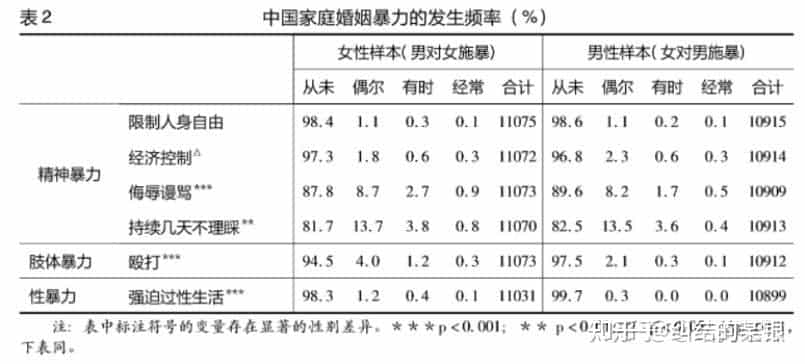 表2 中国家庭婚姻暴力的发生频率（%）
女性样本(男对女施暴) 男性样本(女对男施暴)
从未 偶尔 有时 经常 合计 从未 偶尔 有时 经常 合计
限制人身自由 98.4 1.1 0.3 0.1 11075 98.6 1.1 0.2 0.1 10915
精神暴力 经济控制△ 97.3 1.8 0.6 0.3 11072 96.8 2.3 0.6 0.3 10914
侮辱谩骂*** 87.8 8.7 2.7 0.9 11073 89.6 8.2 1.7 0.5 10909
持续几天不理睬** 81.7 13.7 3.8 0.8 11070 82.5 13.5 3.6 0.4 10913
肢体暴力 殴打*** 94.5 4.0 1.2 0.3 11073 97.5 2.1 0.3 0.1 10912
性暴力 强迫过性生活*** 98.3 1.2 0.4 0.1 11031 99.7 0.3 0.0 0.0 10899
注: 表中标注符号的变量存在显著的性别差异。***p<0.001; ** p<0.
下表同。
知乎 @纠结的某银